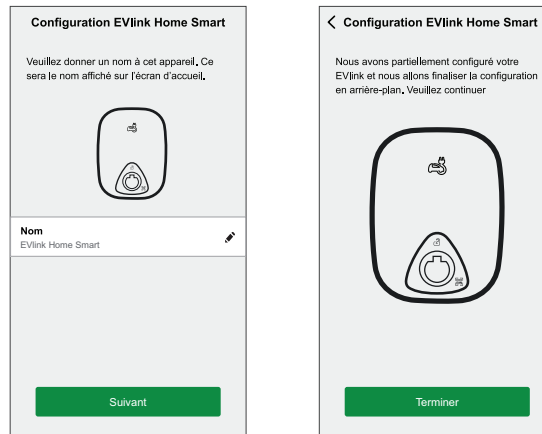 Configuration EVlink Home Smart
Veuillez donner un nom à cet appareil. Ce
sera le nom affiché sur l'écran d'accueil.
Nom
EVlink Home Smart
Suivant
Configuration EVlink Home Smart
Nous avons partiellement configuré votre
EVlink et nous allons finaliser la configuration
en arrière-plan. Veuillez continuer
Terminer